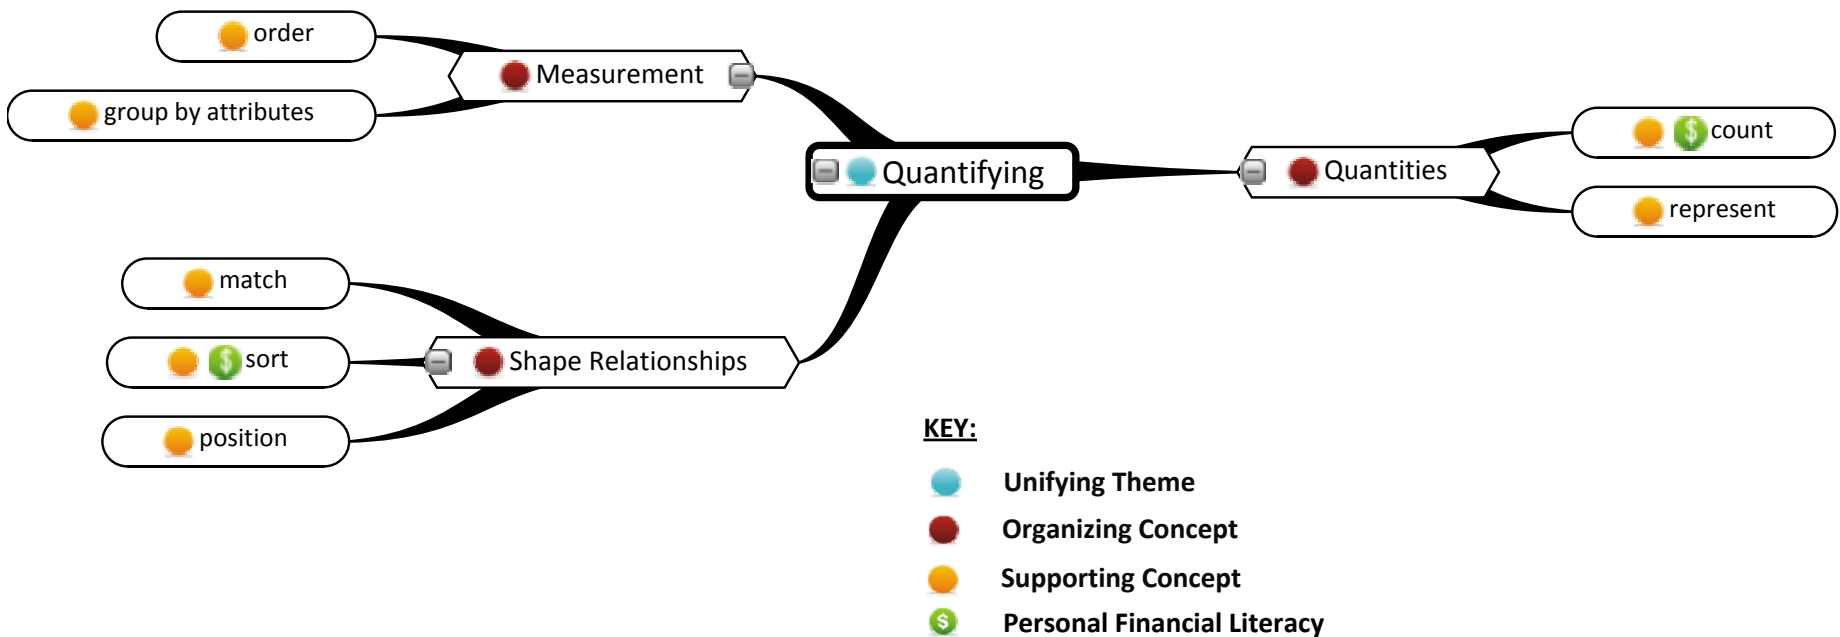 order
Measurement
group by attributes
Quantifying
count
Quantities
represent
match
sort
Shape Relationships
position
KEY:
Unifying Theme
Organizing Concept
Supporting Concept
$ Personal Financial Literacy